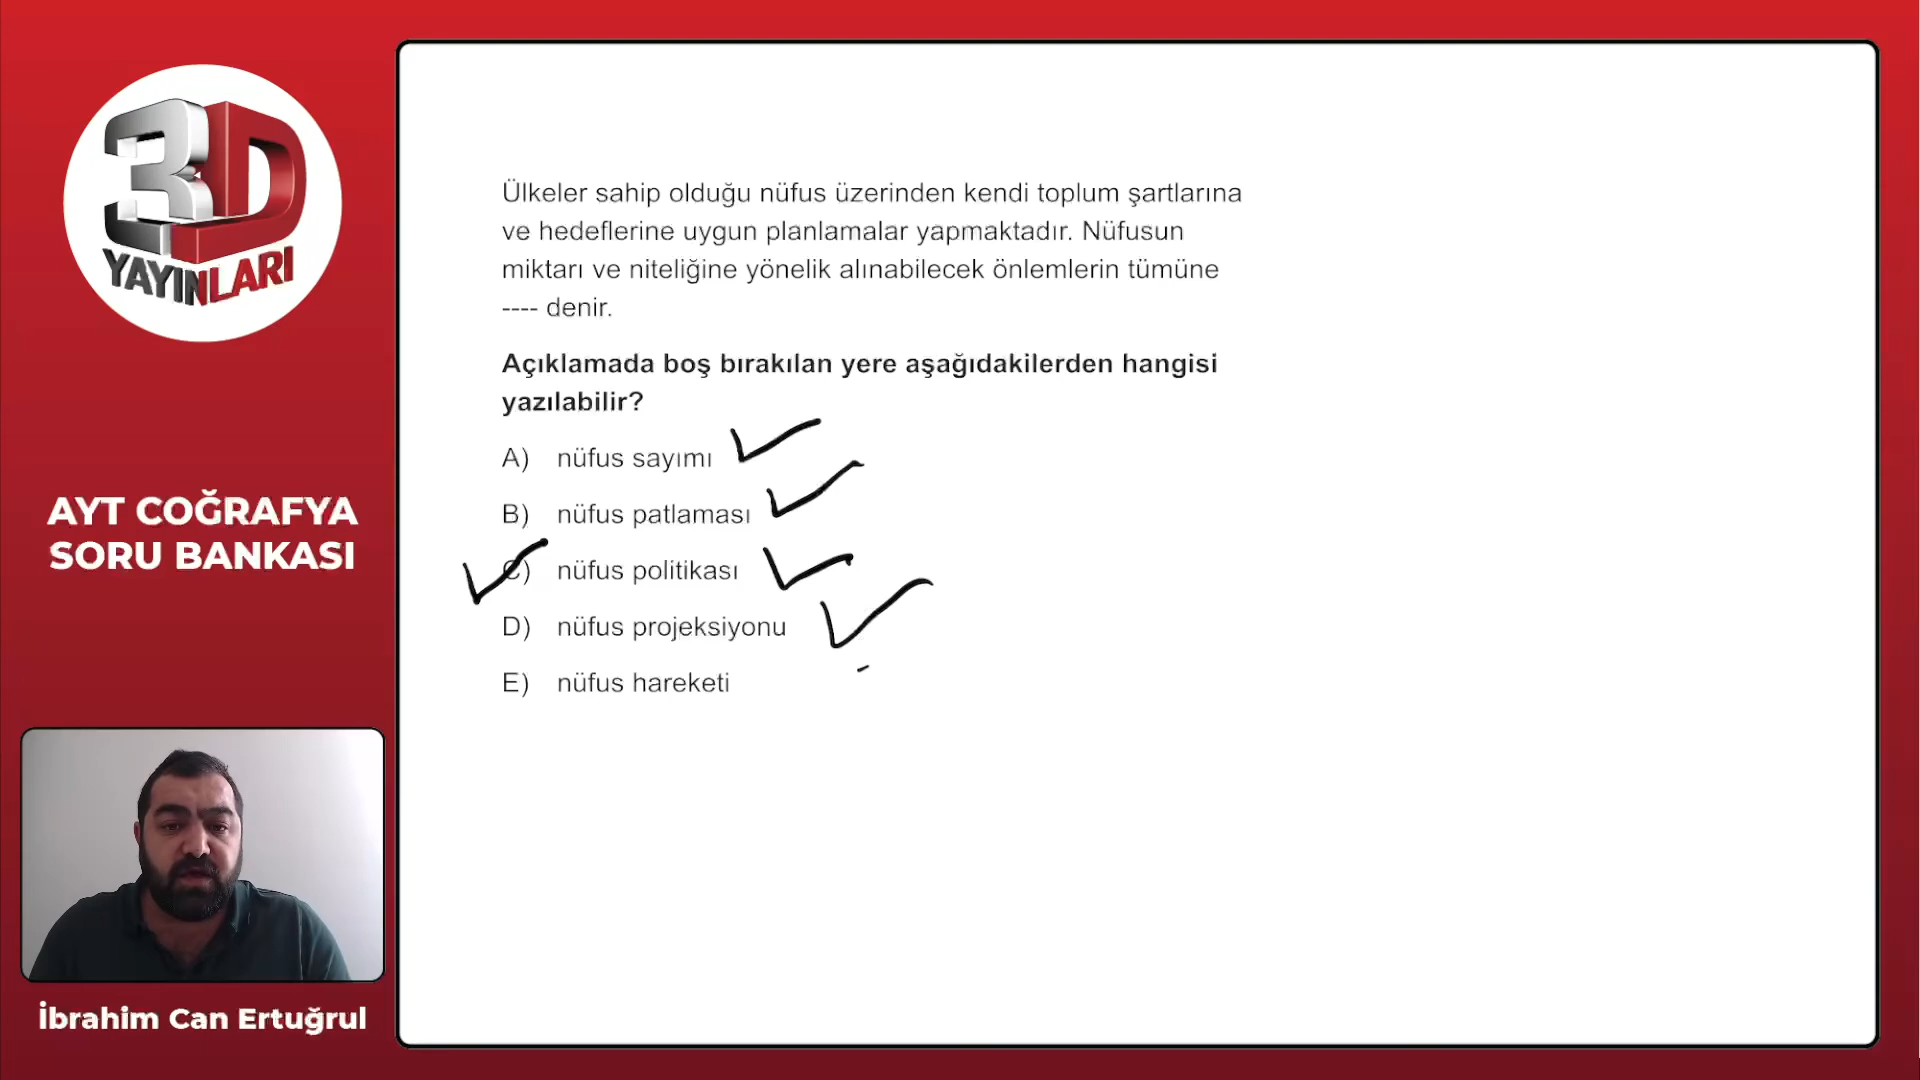 3D
YAYINLARI
AYT COĞRAFYA
SORU BANKASI
İbrahim Can Ertuğrul
Ülkeler sahip olduğu nüfus üzerinden kendi toplum şartlarına
ve hedeflerine uygun planlamalar yapmaktadır. Nüfusun
miktarı ve niteliğine yönelik alınabilecek önlemlerin tümüne
---- denir.
Açıklamada boş bırakılan yere aşağıdakilerden hangisi
yazılabilir?
A) nüfus sayımı
B) nüfus patlaması
C) nüfus politikası
D) nüfus projeksiyonu
E) nüfus hareketi